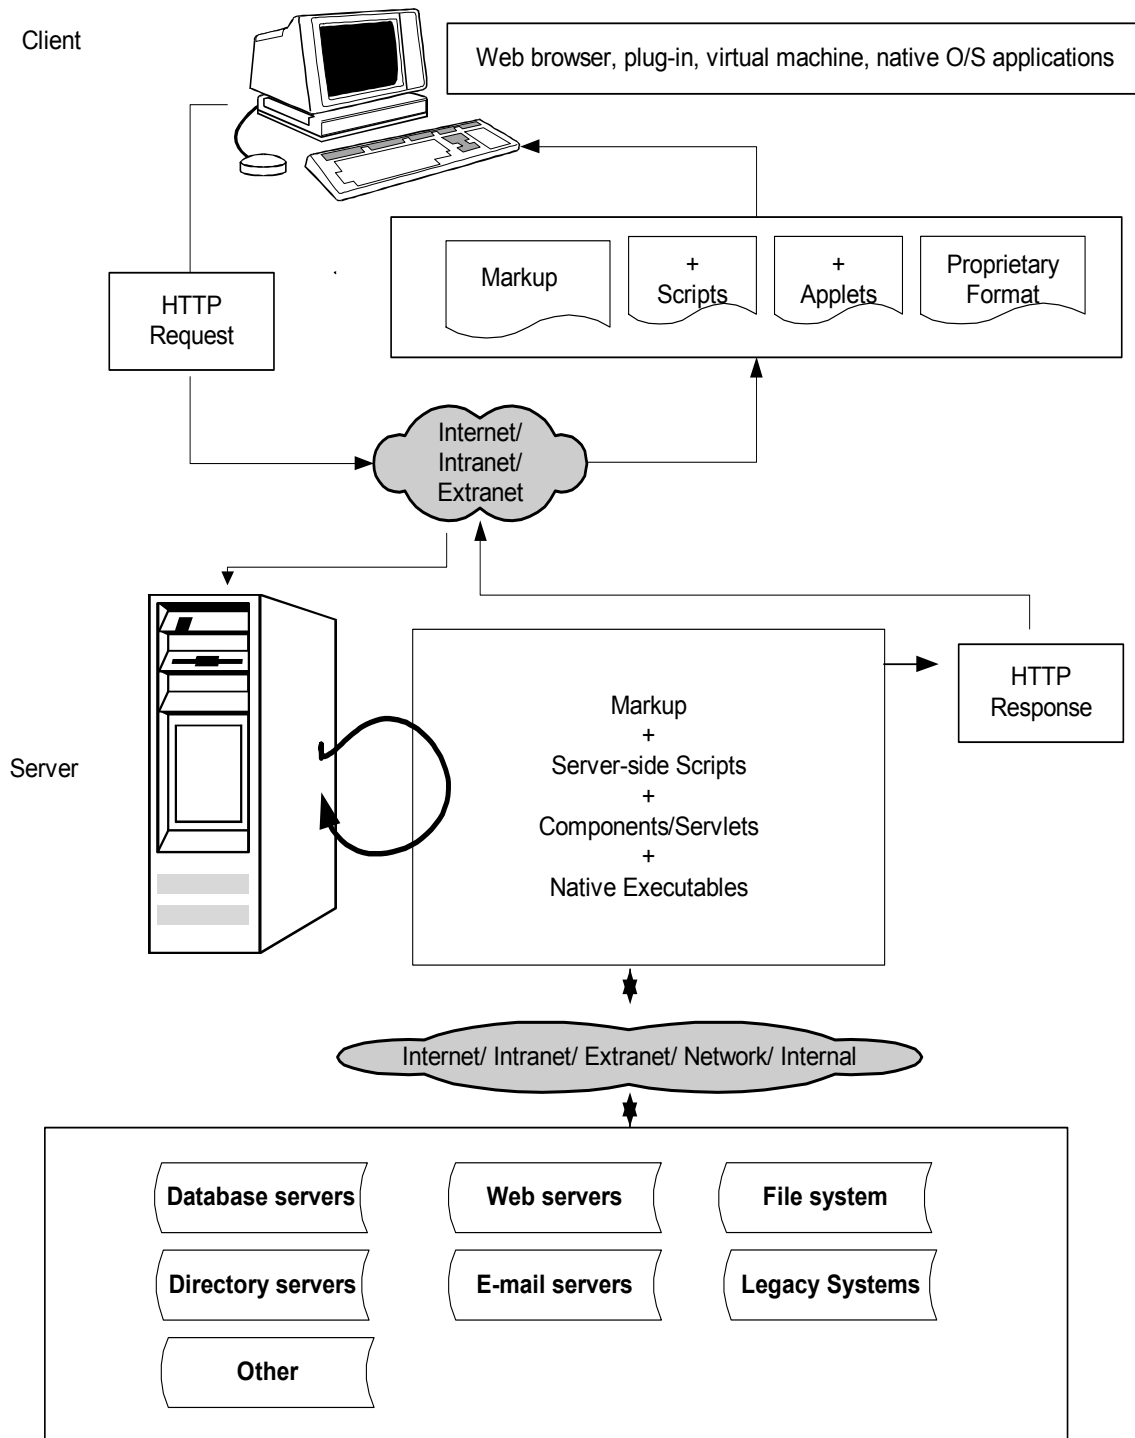 Client
Web browser, plug-in, virtual machine, native O/S applications
Markup
+
Scripts
+
Applets
Proprietary
Format
HTTP
Request
Internet/
Intranet/
Extranet
HTTP
Response
Server
Markup
+
Server-side Scripts
+
Components/Servlets
+
Native Executables
Internet/ Intranet/ Extranet/ Network/ Internal
Database servers
Web servers
File system
Directory servers
E-mail servers
Legacy Systems
Other